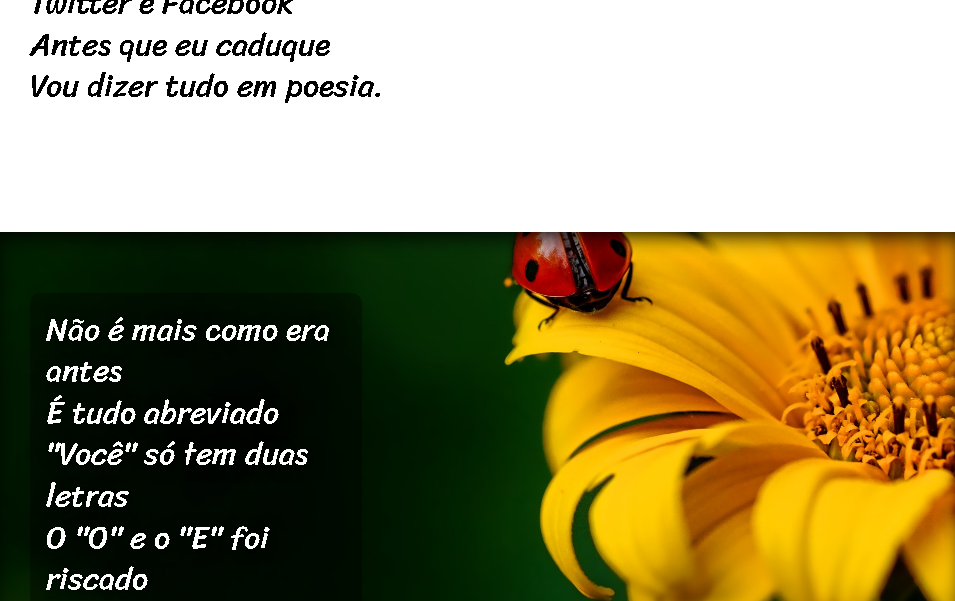 Twitter e Facebook
Antes que eu caduque
Vou dizer tudo em poesia.
Não é mais como era
antes
É tudo abreviado
"Você" só tem duas
letras
O "O" e o "E" foi
riscado